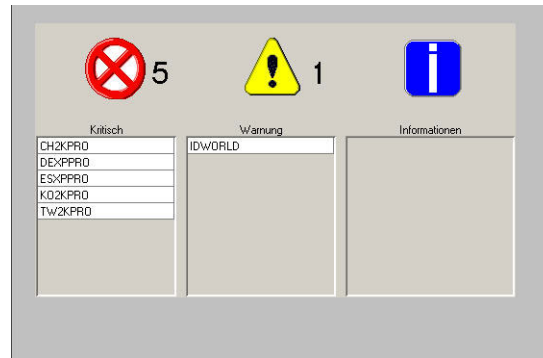 5
1
i
Kritisch
Warnung
Informationen
CH2KPRO
DEXPPRO
ESXPPRO
KO2KPRO
TW2KPRO
IDWORLD